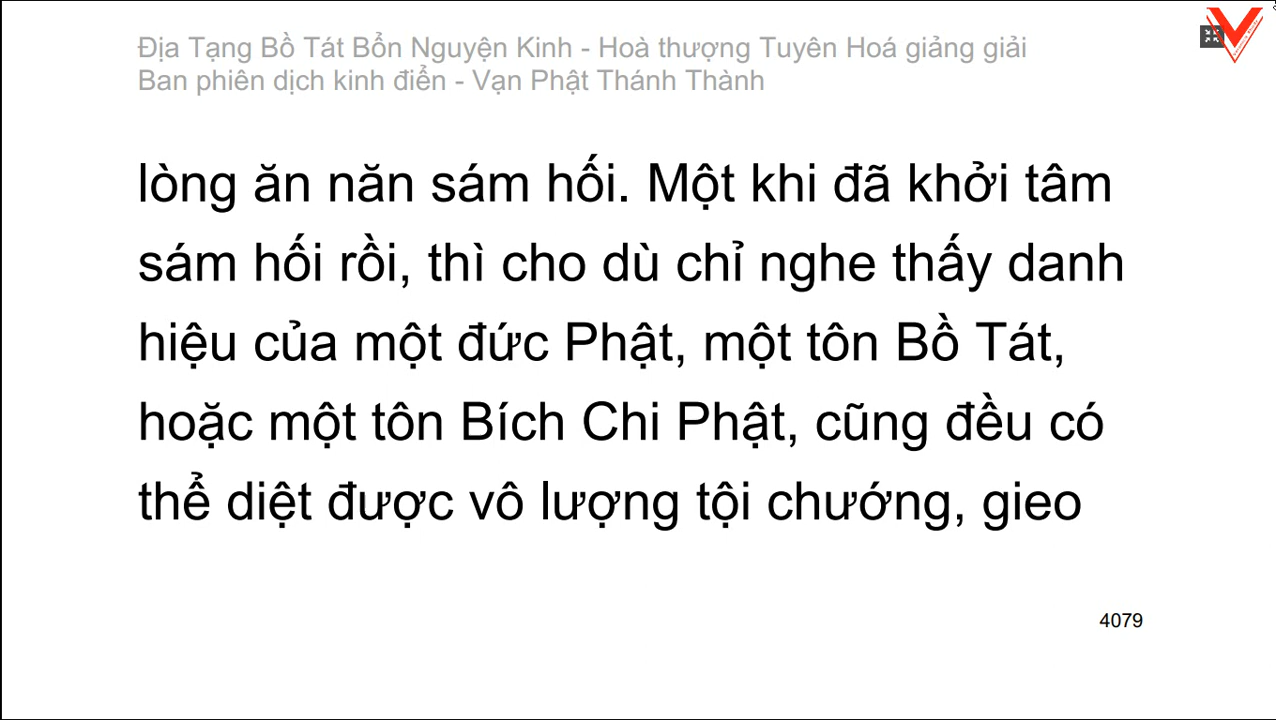 Địa Tạng Bồ Tát Bổn Nguyện Kinh - Hoà thượng Tuyên Hoá giảng giải
Ban phiên dịch kinh điển - Vạn Phật Thánh Thành
lòng ăn năn sám hối. Một khi đã khởi tâm
sám hối rồi, thì cho dù chỉ nghe thấy danh
hiệu của một đức Phật, một tôn Bồ Tát,
hoặc một tôn Bích Chi Phật, cũng đều có
thể diệt được vô lượng tội chướng, gieo
4079